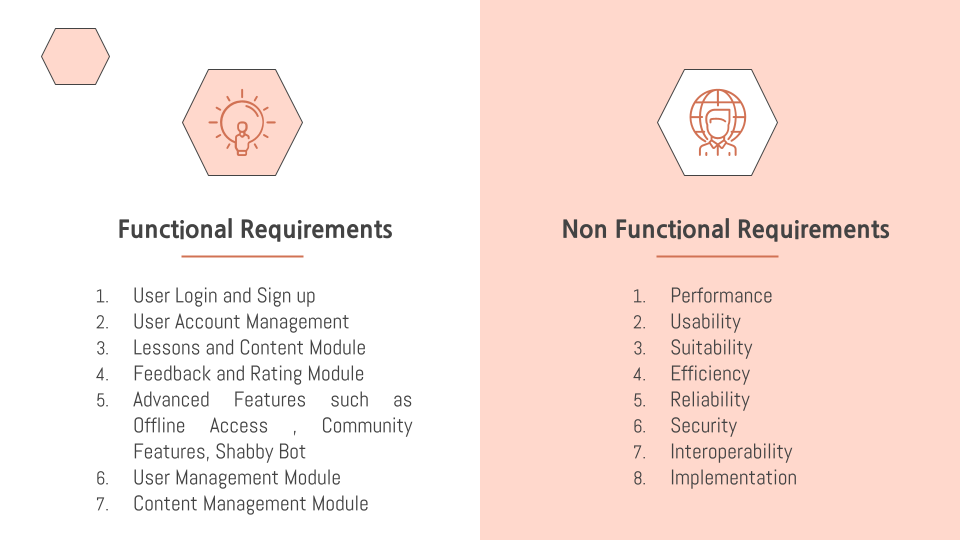 Functional Requirements
1. User Login and Sign up
2. User Account Management
3. Lessons and Content Module
4. Feedback and Rating Module
5. Advanced Features such as
Offline Access , Community
Features, Shabby Bot
6. User Management Module
7. Content Management Module
Non Functional Requirements
1. Performance
2. Usability
3. Suitability
4. Efficiency
5. Reliability
6. Security
7. Interoperability
8. Implementation